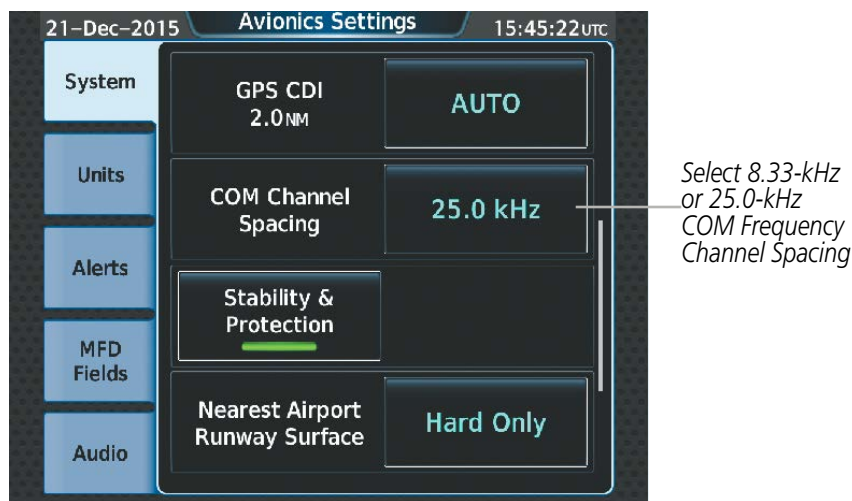 21–Dec–2015
Avionics Settings
15:45:22UTC
System
Units
Alerts
MFD
Fields
Audio
GPS CDI
2.0NM
AUTO
COM Channel
Spacing
25.0 kHz
Stability &
Protection
Nearest Airport
Runway Surface
Hard Only
Select 8.33-kHz
or 25.0-kHz
COM Frequency
Channel Spacing